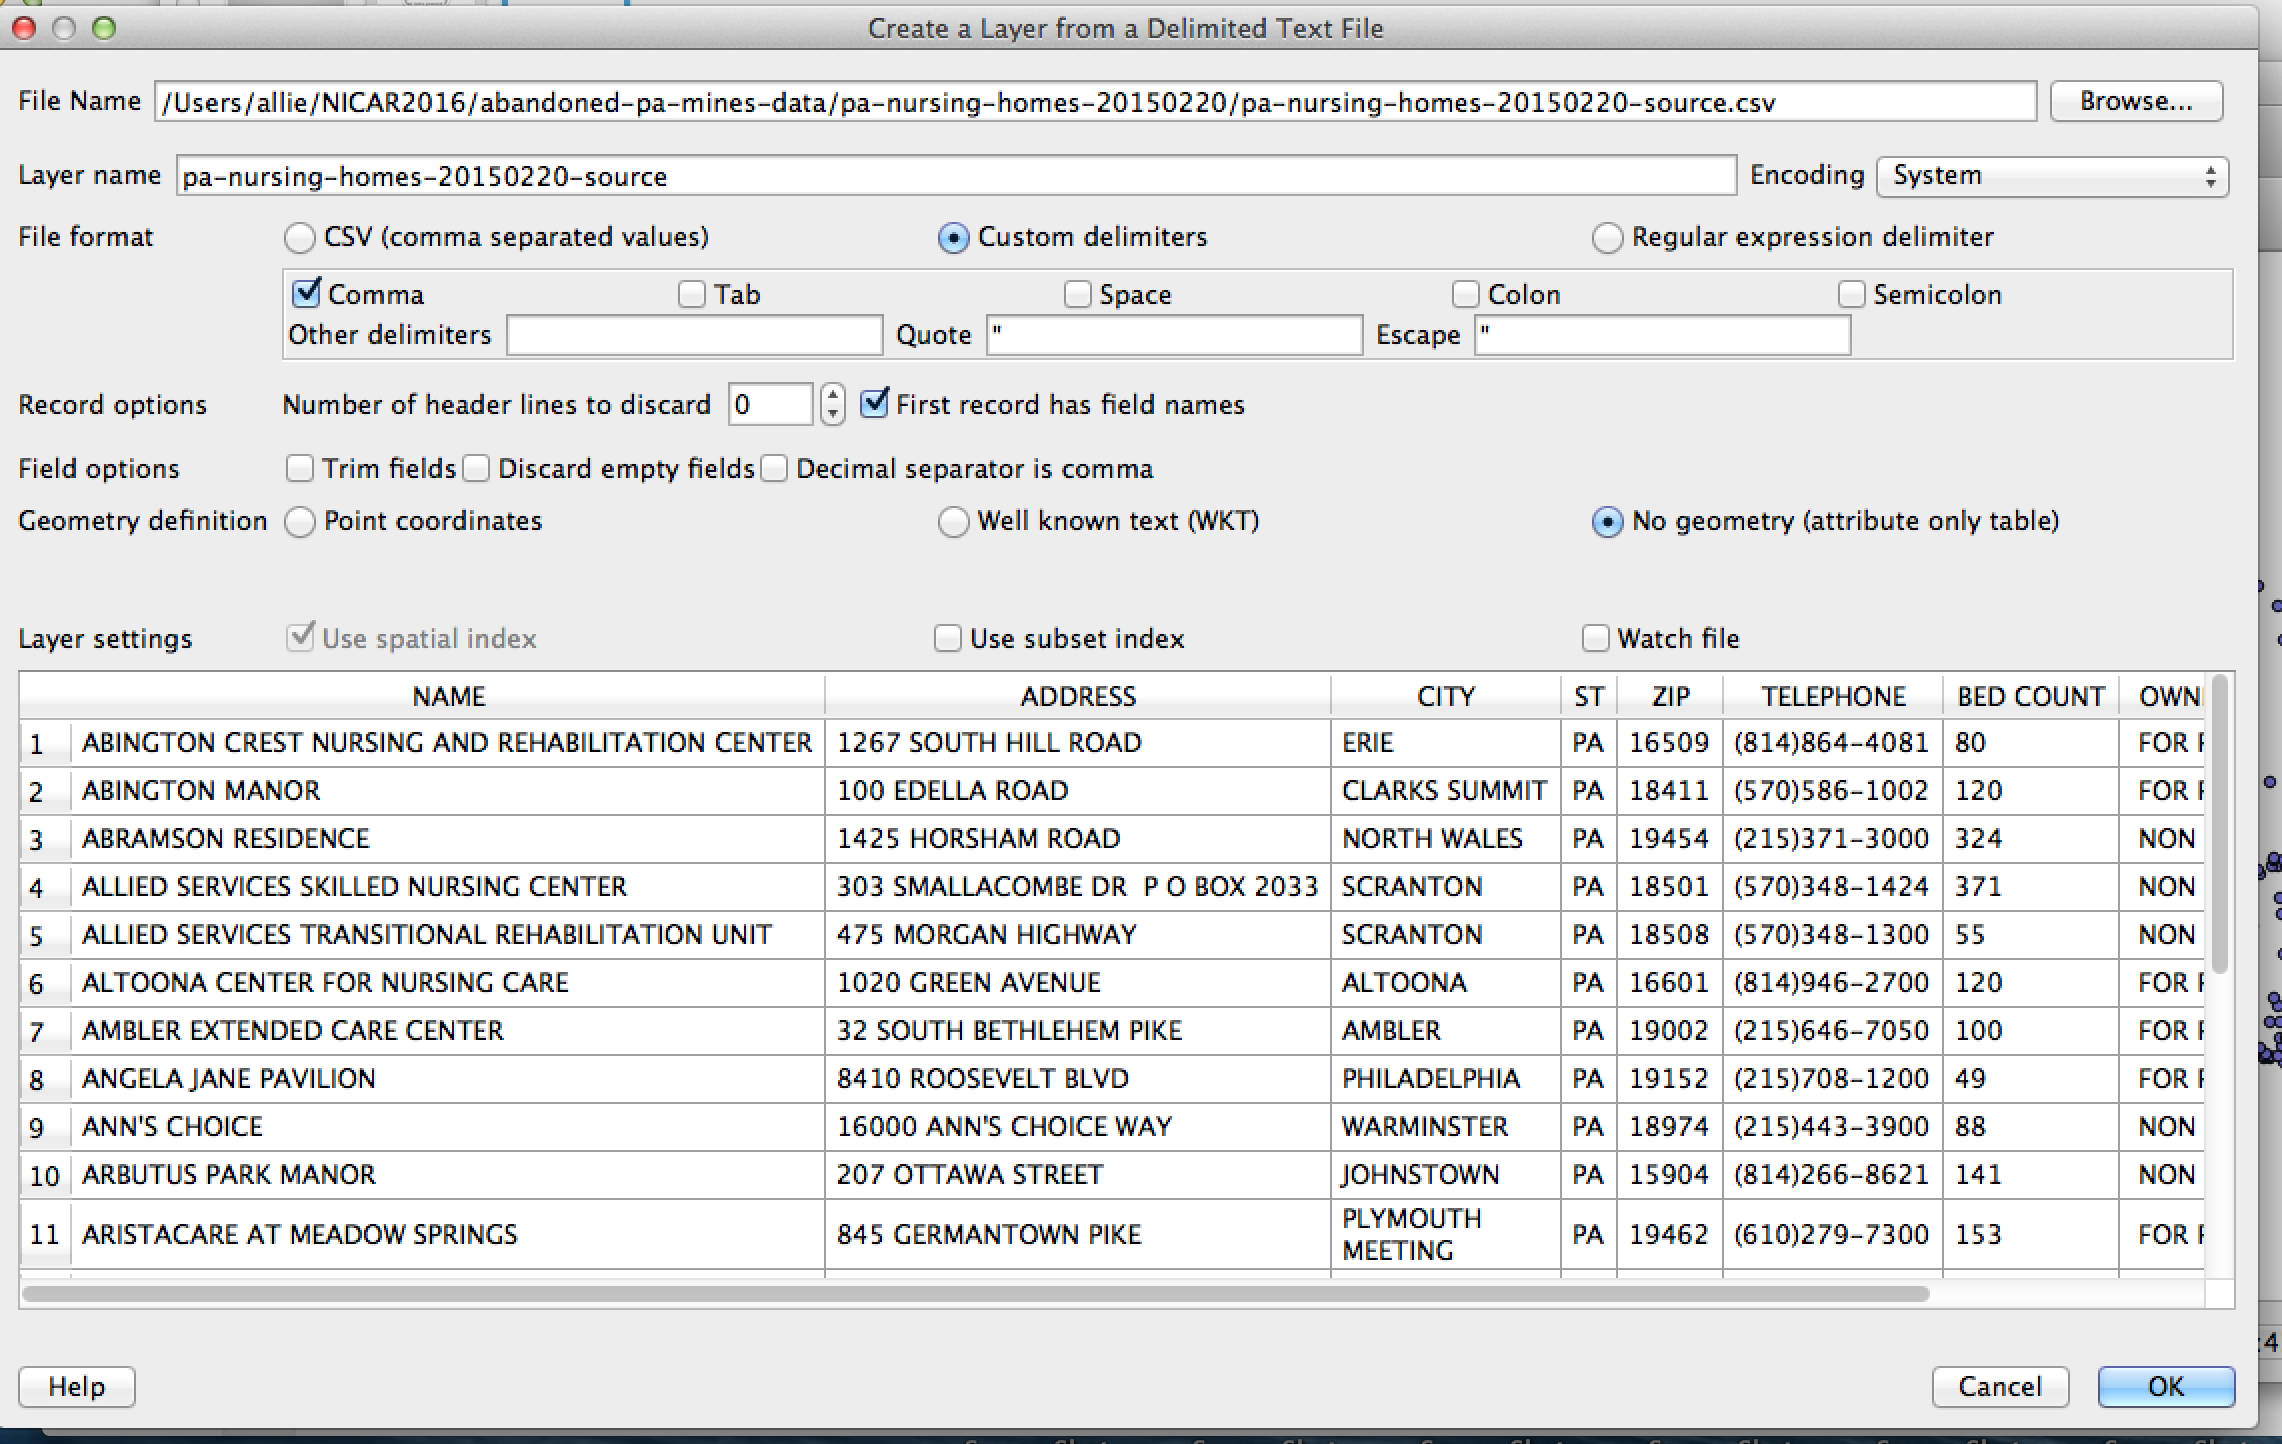 Create a Layer from a Delimited Text File
File Name /Users/allie/NICAR2016/abandoned-pa-mines-data/pa-nursing-homes-20150220/pa-nursing-homes-20150220-source.csv Browse...
Layer name pa-nursing-homes-20150220-source Encoding System
File format CSV (comma separated values) Custom delimiters Regular expression delimiter
Comma Tab Space Colon Semicolon
Other delimiters Quote " Escape "
Record options Number of header lines to discard 0 First record has field names
Field options Trim fields Discard empty fields Decimal separator is comma
Geometry definition Point coordinates Well known text (WKT) No geometry (attribute only table)
Layer settings Use spatial index Use subset index Watch file
NAME ADDRESS CITY ST ZIP TELEPHONE BED COUNT OWN
1 ABINGTON CREST NURSING AND REHABILITATION CENTER 1267 SOUTH HILL ROAD ERIE PA 16509 (814)864-4081 80 FOR
2 ABINGTON MANOR 100 EDELLA ROAD CLARKS SUMMIT PA 18411 (570)586-1002 120 FOR
3 ABRAMSON RESIDENCE 1425 HORSHAM ROAD NORTH WALES PA 19454 (215)371-3000 324 NON
4 ALLIED SERVICES SKILLED NURSING CENTER 303 SMALLACOMBE DR  P O BOX 2033 SCRANTON PA 18501 (570)348-1424 371 NON
5 ALLIED SERVICES TRANSITIONAL REHABILITATION UNIT 475 MORGAN HIGHWAY SCRANTON PA 18508 (570)348-1300 55 NON
6 ALTOONA CENTER FOR NURSING CARE 1020 GREEN AVENUE ALTOONA PA 16601 (814)946-2700 120 FOR
7 AMBLER EXTENDED CARE CENTER 32 SOUTH BETHLEHEM PIKE AMBLER PA 19002 (215)646-7050 100 FOR
8 ANGELA JANE PAVILION 8410 ROOSEVELT BLVD PHILADELPHIA PA 19152 (215)708-1200 49 FOR
9 ANN'S CHOICE 16000 ANN'S CHOICE WAY WARMINSTER PA 18974 (215)443-3900 88 NON
10 ARBUTUS PARK MANOR 207 OTTAWA STREET JOHNSTOWN PA 15904 (814)266-8621 141 NON
11 ARISTACARE AT MEADOW SPRINGS 845 GERMANTOWN PIKE PLYMOUTH MEETING PA 19462 (610)279-7300 153 FOR
Help Cancel OK